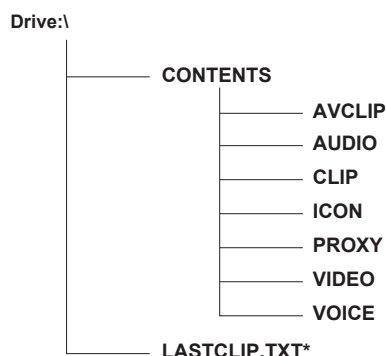 Drive:\
CONTENTS
AVCLIP
AUDIO
CLIP
ICON
PROXY
VIDEO
VOICE
LASTCLIP.TXT*